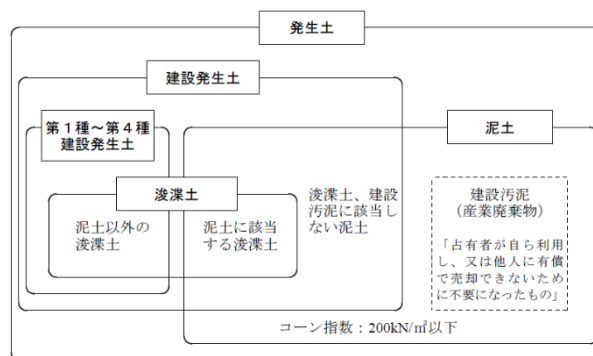 発生土
建設発生土
第1種～第4種
建設発生土
泥土
浚渫土
泥土以外の
浚渫土
泥土に該当
する浚渫土
浚渫土、建設
汚泥に該当し
ない泥土
建設汚泥
（産業廃棄物）
「占有者が自ら利用
し、又は他人に有償
で売却できないため
に不要になったもの」
コーン指数：200kN/㎡以下